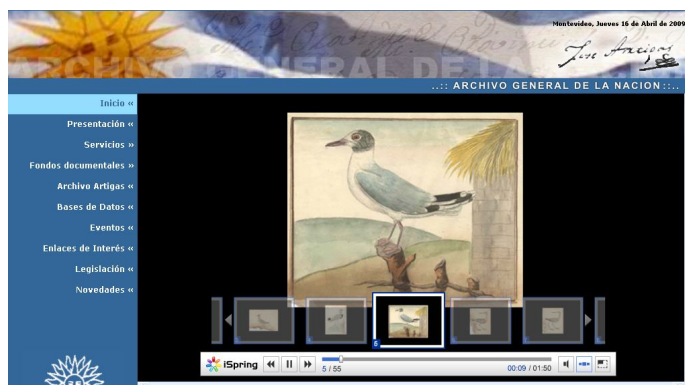 Montevideo, Jueves 16 de Abril de 2009
ARCHIVO GENERAL DE LA
..:: ARCHIVO GENERAL DE LA NACION ::..
Inicio «
Presentación «
Servicios »
Fondos documentales »
Archivo Artigas «
Bases de Datos «
Eventos «
Enlaces de Interés «
Legislación «
Novedades «
5
iSpring
5 / 55
00:09 / 01:50